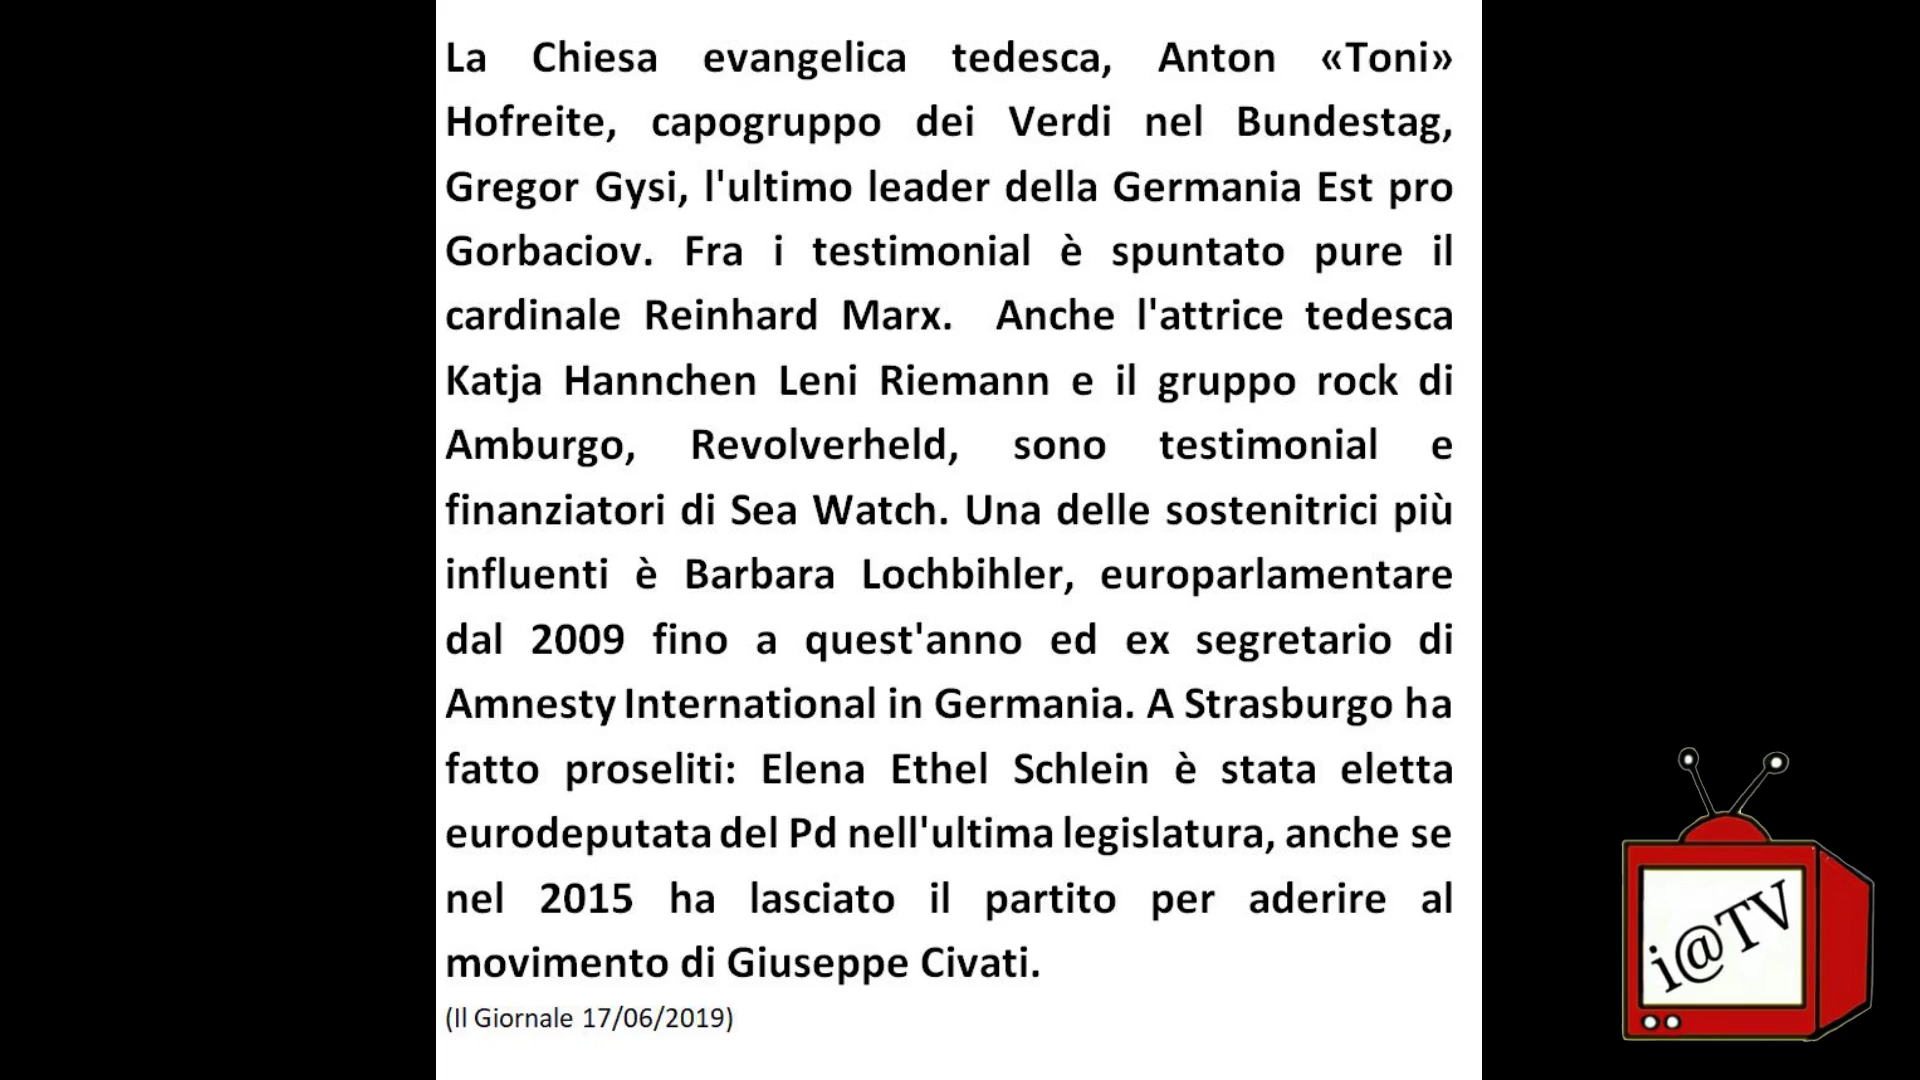 La Chiesa evangelica tedesca, Anton «Toni»
Hofreite, capogruppo dei Verdi nel Bundestag,
Gregor Gysi, l'ultimo leader della Germania Est pro
Gorbaciov. Fra i testimonial è spuntato pure il
cardinale Reinhard Marx. Anche l'attrice tedesca
Katja Hannchen Leni Riemann e il gruppo rock di
Amburgo, Revolverheld, sono testimonial e
finanziatori di Sea Watch. Una delle sostenitrici più
influenti è Barbara Lochbihler, europarlamentare
dal 2009 fino a quest'anno ed ex segretario di
Amnesty International in Germania. A Strasburgo ha
fatto proseliti: Elena Ethel Schlein è stata eletta
eurodeputata del Pd nell'ultima legislatura, anche se
nel 2015 ha lasciato il partito per aderire al
movimento di Giuseppe Civati.
(Il Giornale 17/06/2019)
i@TV